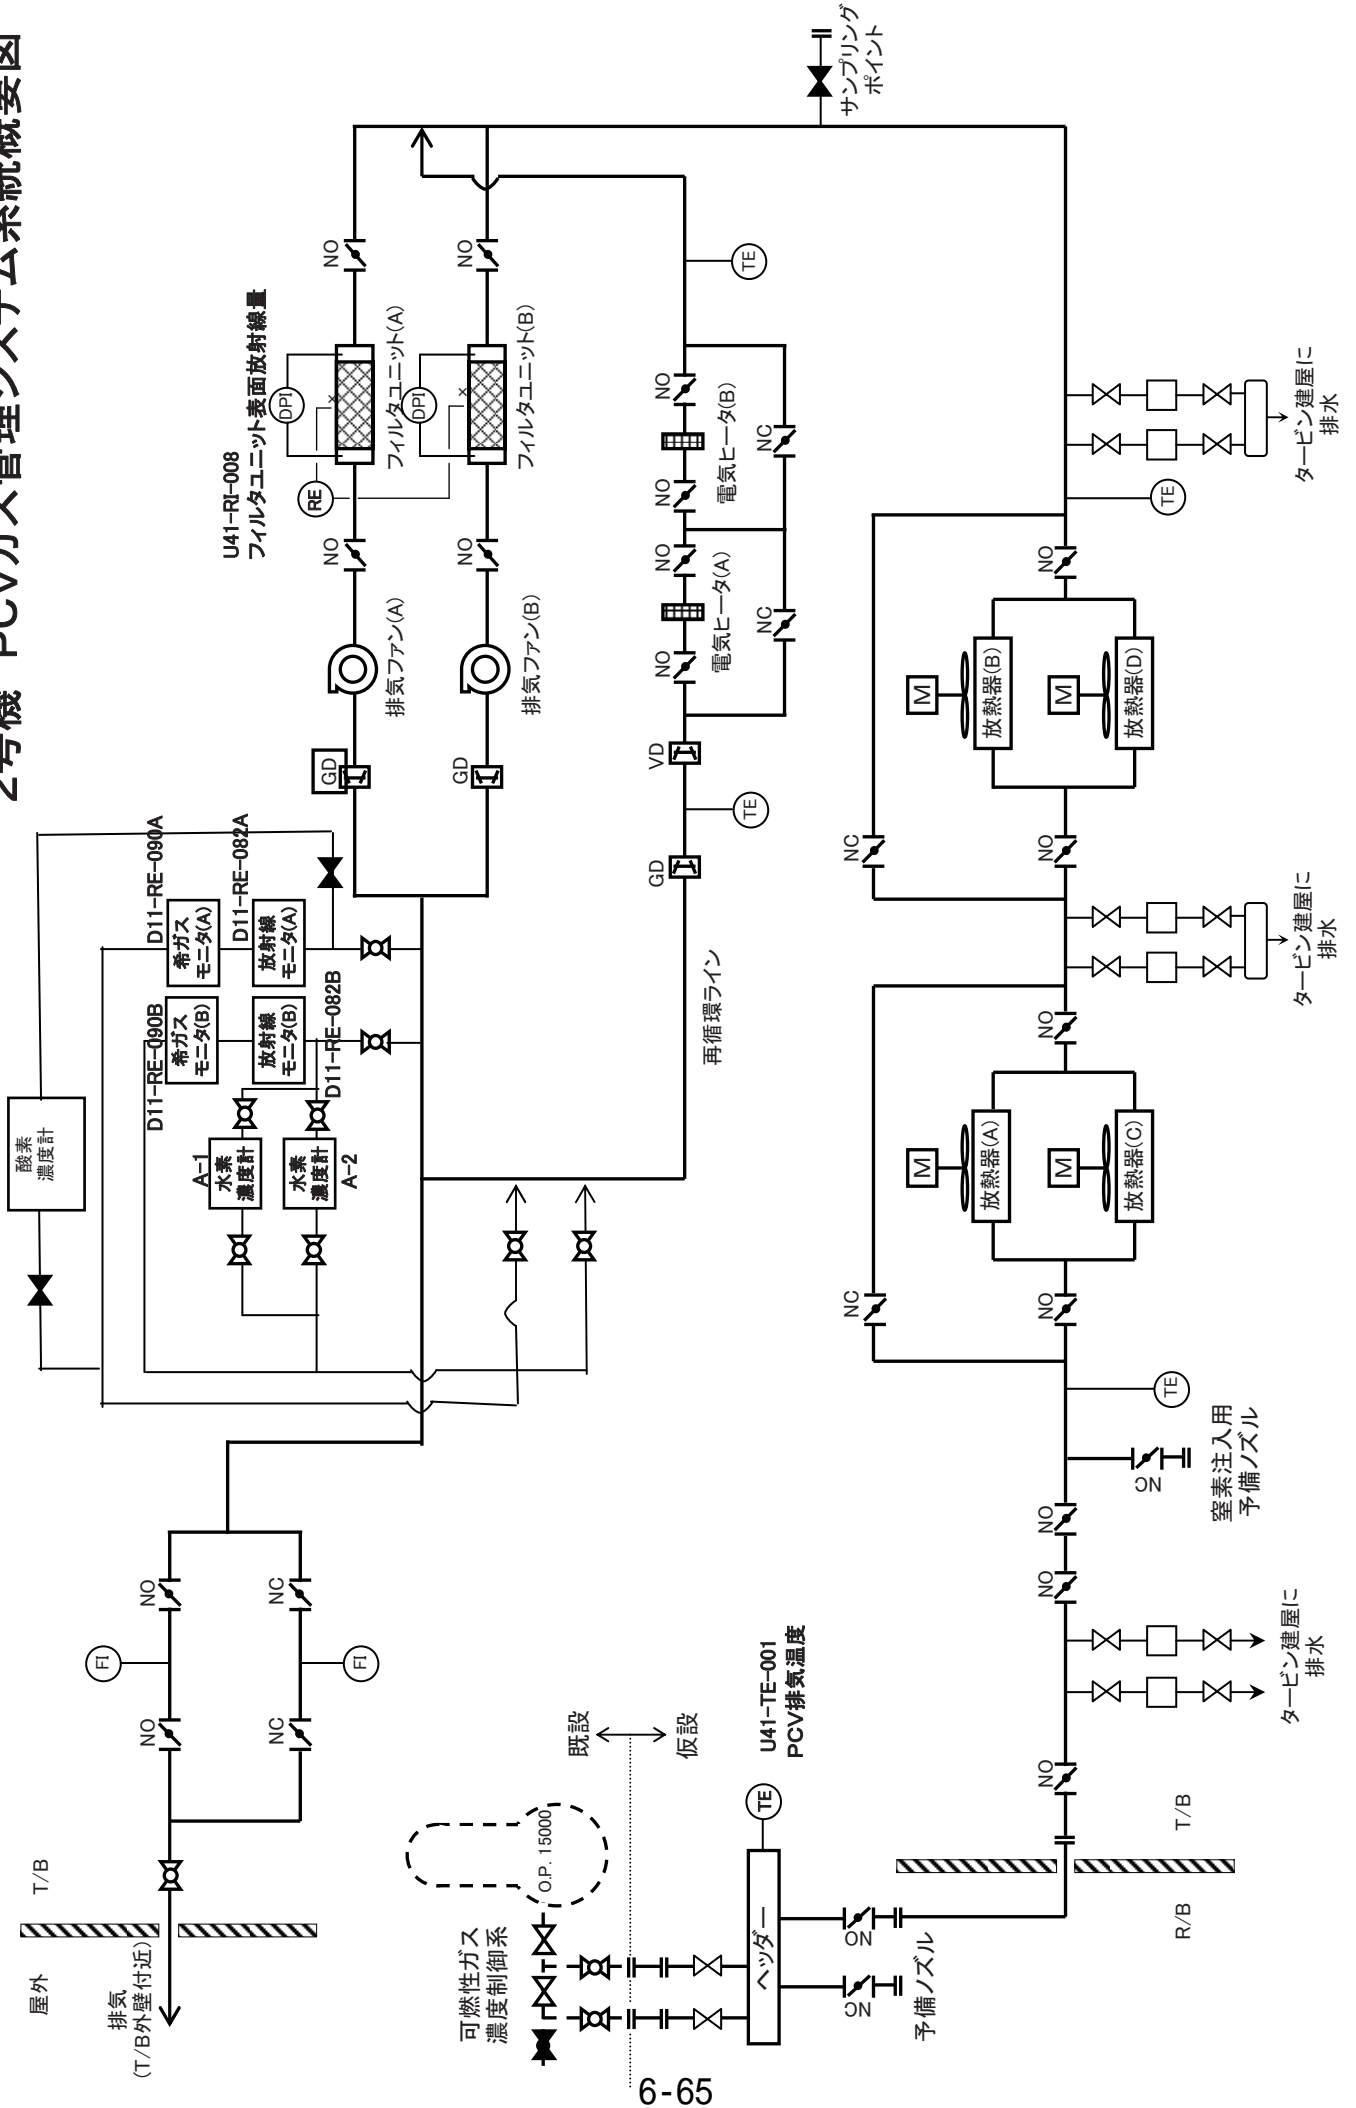 2号機 PCVガス管理システム系統概要図
屋外
T/B
排気
(T/B外壁付近)
FI
FI
NO
NO
NC
NC
酸素
濃度計
D11-RE-090A
希ガス
モニタ(A)
D11-RE-082A
放射線
モニタ(A)
D11-RE-090B
希ガス
モニタ(B)
放射線
モニタ(B)
D11-RE-082B
A-1
水素
濃度計
水素
濃度計
A-2
GD
GD
排気ファン(A)
排気ファン(B)
NO
NO
U41-RI-008
フィルタユニット表面放射線量
RE
DPI
DPI
フィルタユニット(A)
フィルタユニット(B)
NO
NO
再循環ライン
GD
TE
VD
NO
電気ヒータ(A)
NO
NC
NO
電気ヒータ(B)
NO
NC
TE
サンプリング
ポイント
可燃性ガス
濃度制御系
O.P. 15000
既設
仮設
U41-TE-001
PCV排気温度
TE
ヘッダー
NC
NO
予備ノズル
R/B
T/B
NO
タービン建屋に
排水
NO
NO
NC
窒素注入用
予備ノズル
TE
NC
NO
M
放熱器(A)
M
放熱器(C)
NO
タービン建屋に
排水
NC
NO
M
放熱器(B)
M
放熱器(D)
NO
TE
タービン建屋に
排水
6-65